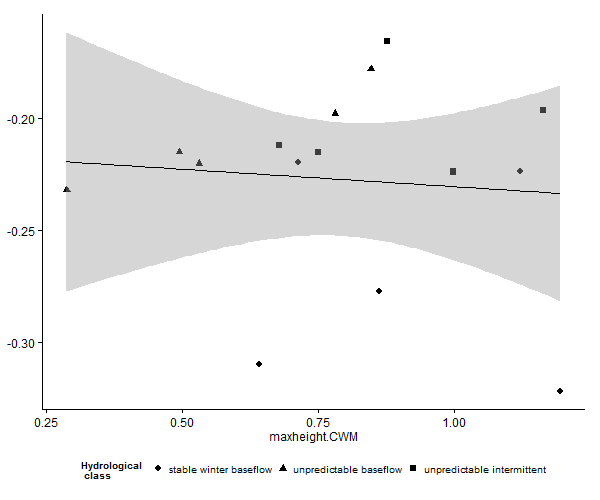 -0.20
-0.25
-0.30
0.25 0.50 0.75 1.00
maxheight.CWM
Hydrological
class
stable winter baseflow unpredictable baseflow unpredictable intermittent